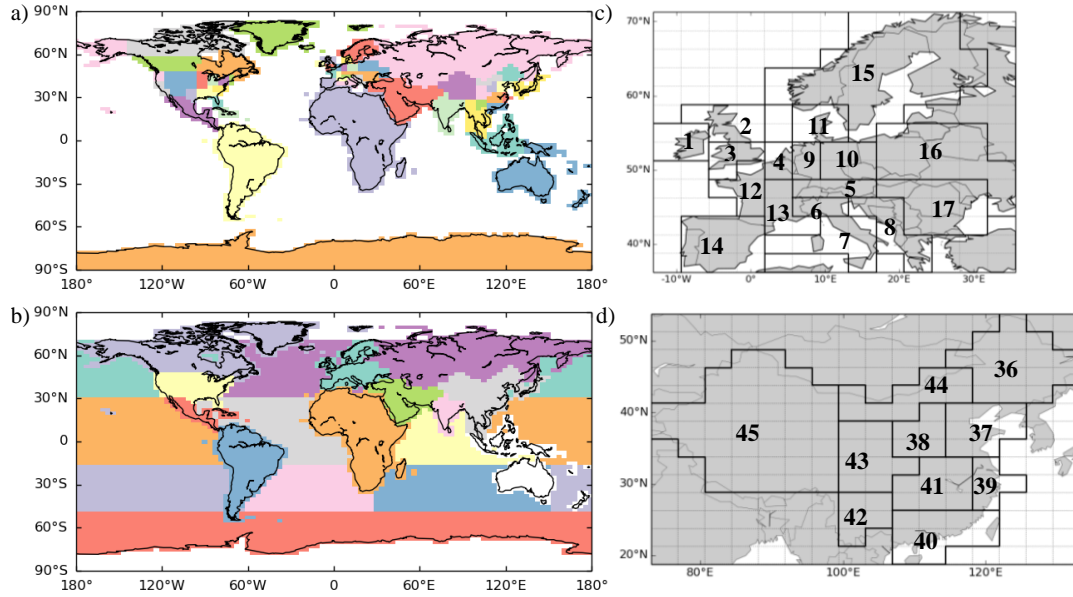 a)
90°N
60°N
30°N
0
30°S
60°S
90°S
180°
120°W
60°W
0
60°E
120°E
180°
c)
70°N
60°N
50°N
40°N
15
2
11
1
3
4
9
10
16
12
5
13
6
17
14
7
8
-10°W
0°
10°E
20°E
30°E
b)
90°N
60°N
30°N
0
30°S
60°S
90°S
180°
120°W
60°W
0
60°E
120°E
180°
d)
50°N
40°N
30°N
20°N
36
44
45
38
37
43
41
39
42
40
80°E
100°E
120°E